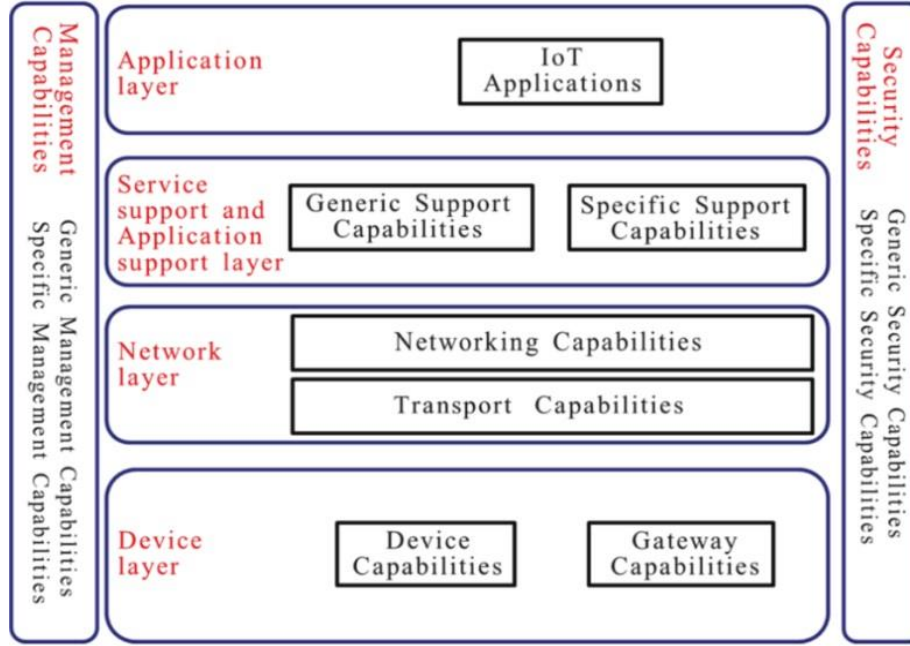 Management
Capabilities
Generic Management Capabilities
Specific Management Capabilities
Application
layer
IoT
Applications
Service
support and
Application
support layer
Generic Support
Capabilities
Specific Support
Capabilities
Network
layer
Networking Capabilities
Transport Capabilities
Device
layer
Device
Capabilities
Gateway
Capabilities
Security
Capabilities
Generic Security Capabilities
Specific Security Capabilities